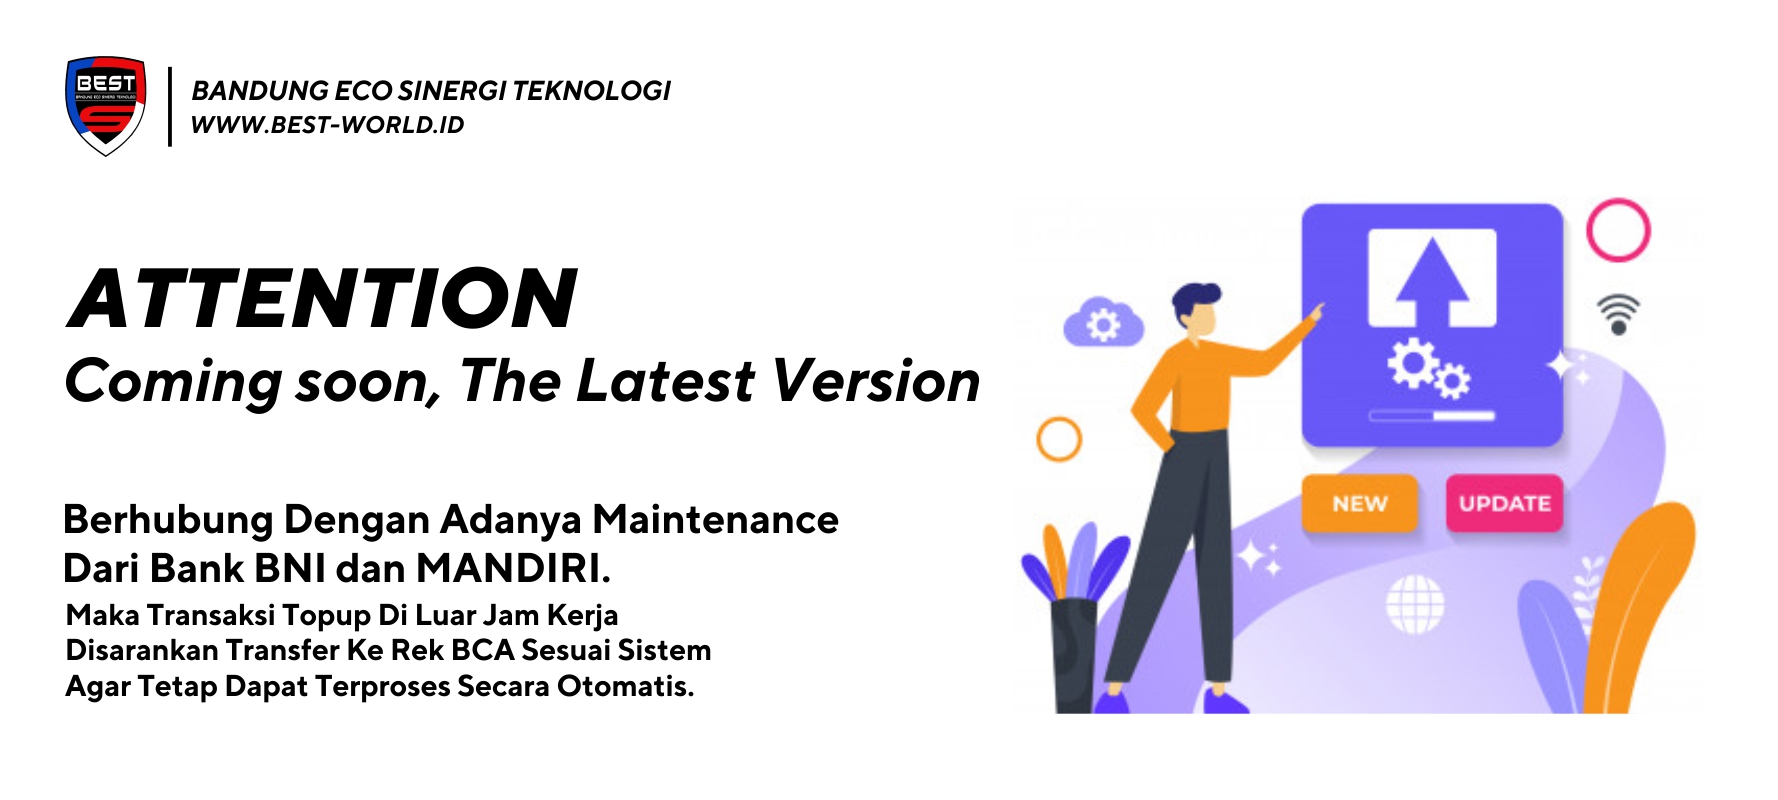 BEST
BANDUNG ECO SINERGI TEKNOLOGI
BANDUNG ECO SINERGI TEKNOLOGI
WWW.BEST-WORLD.ID
ATTENTION
Coming soon, The Latest Version
Berhubung Dengan Adanya Maintenance
Dari Bank BNI dan MANDIRI.
Maka Transaksi Topup Di Luar Jam Kerja
Disarankan Transfer Ke Rek BCA Sesuai Sistem
Agar Tetap Dapat Terproses Secara Otomatis.
NEW
UPDATE